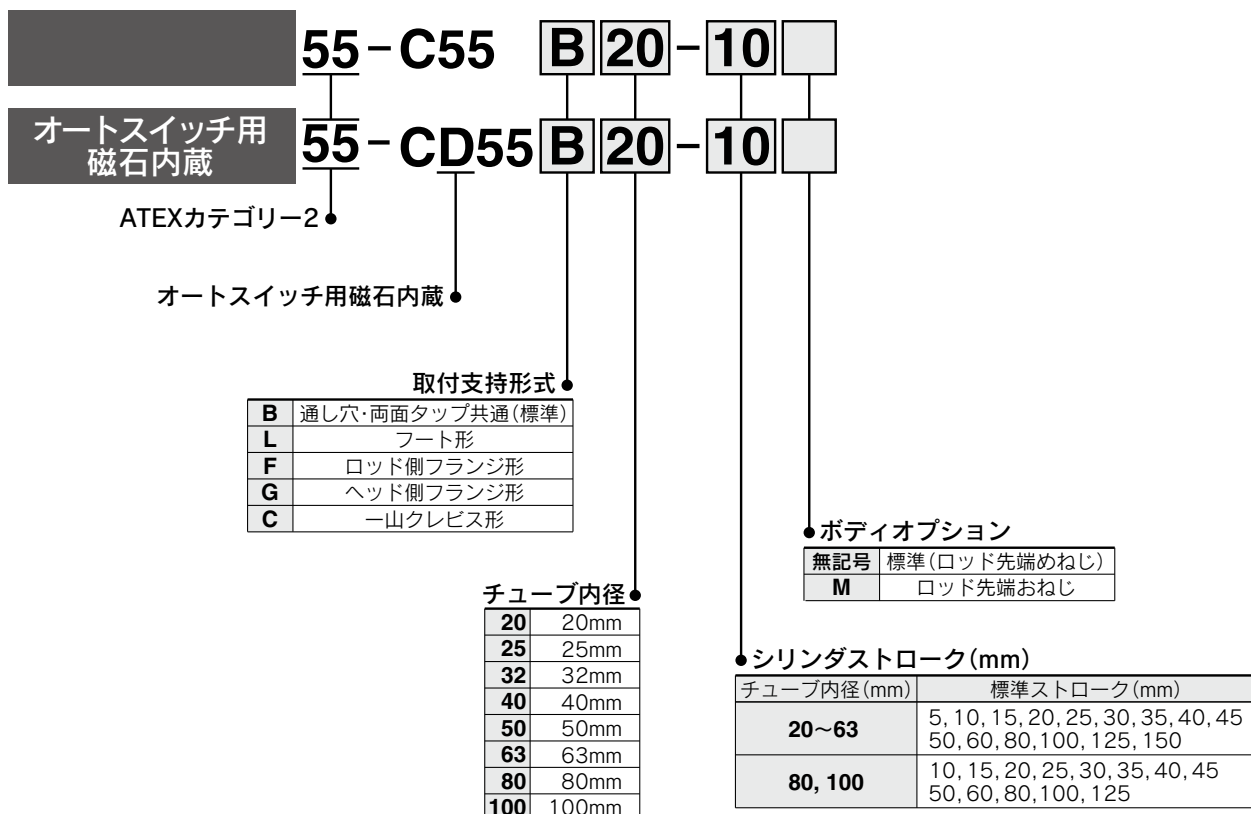 55-C55 B 20-10
オートスイッチ用
磁石内蔵
55-CD55 B 20-10
ATEXカテゴリー2
オートスイッチ用磁石内蔵
取付支持形式
B 通し穴・両面タップ共通(標準)
L フート形
F ロッド側フランジ形
G ヘッド側フランジ形
C 一山クレビス形
ボディオプション
無記号 標準(ロッド先端めねじ)
M ロッド先端おねじ
チューブ内径
20 20mm
25 25mm
32 32mm
40 40mm
50 50mm
63 63mm
80 80mm
100 100mm
シリンダストローク(mm)
チューブ内径(mm) 標準ストローク(mm)
20~63 5, 10, 15, 20, 25, 30, 35, 40, 45
50, 60, 80, 100, 125, 150
80, 100 10, 15, 20, 25, 30, 35, 40, 45
50, 60, 80, 100, 125